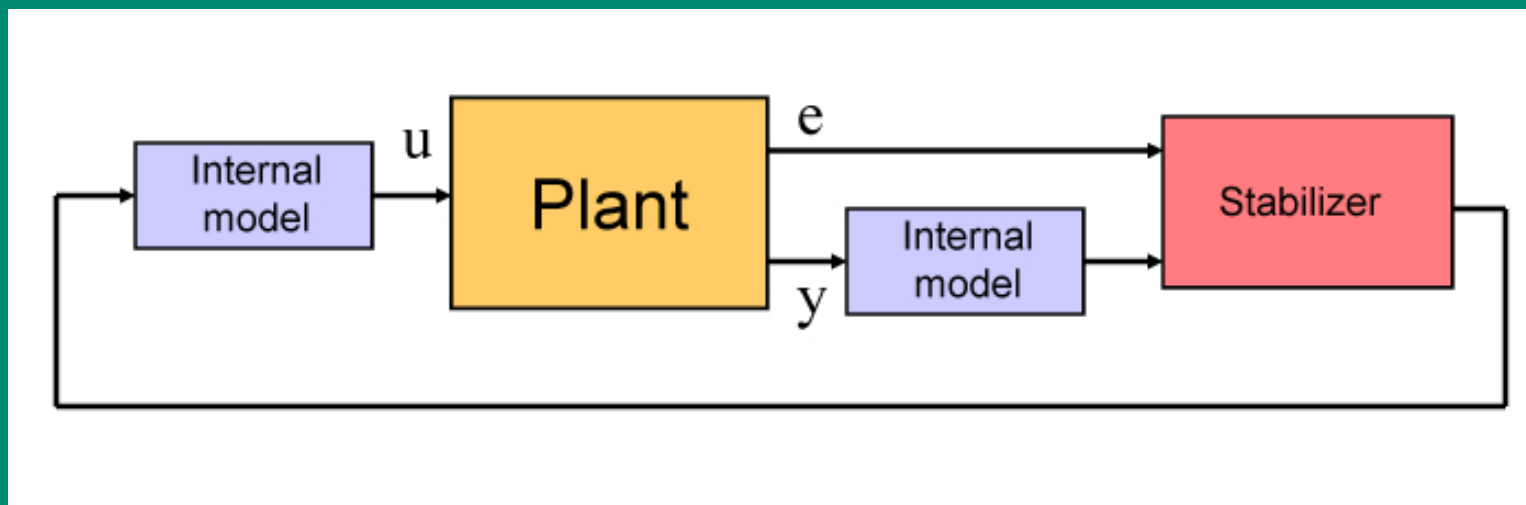 Internal
model
u
Plant
e
y
Internal
model
Stabilizer